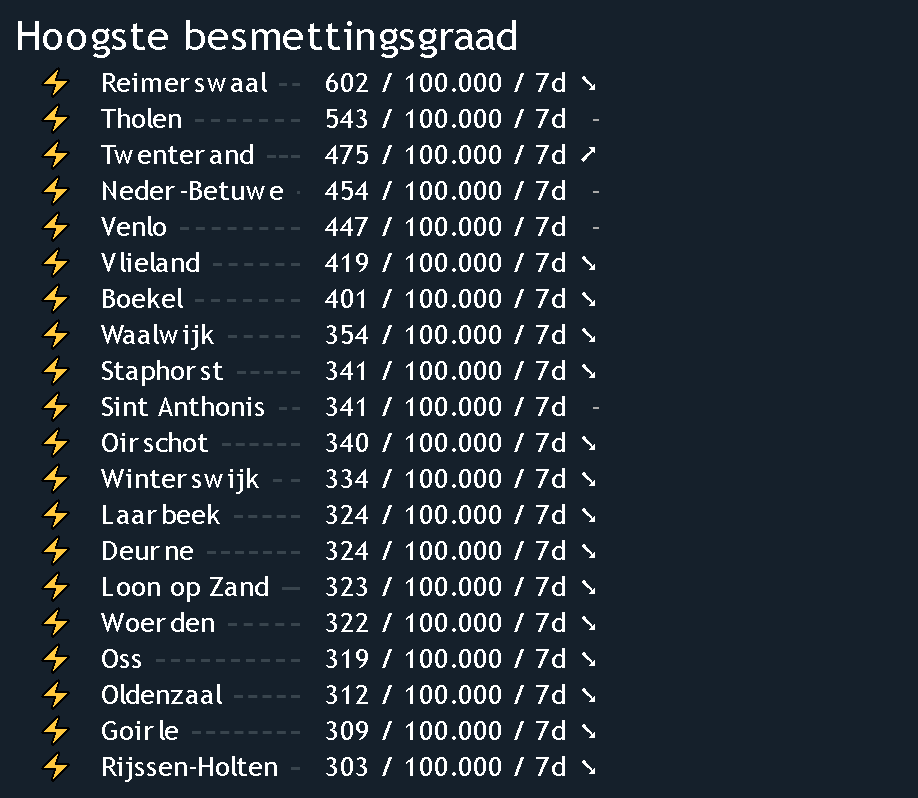 Hoogste besmettingsgraad
⚡ Reimerswaal -- 602 / 100.000 / 7d ➘
⚡ Tholen ------- 543 / 100.000 / 7d -
⚡ Twenterand --- 475 / 100.000 / 7d ➚
⚡ Neder-Betuwe · 454 / 100.000 / 7d -
⚡ Venlo -------- 447 / 100.000 / 7d -
⚡ Vlieland ------ 419 / 100.000 / 7d ➘
⚡ Boekel ------- 401 / 100.000 / 7d ➘
⚡ Waalwijk ----- 354 / 100.000 / 7d ➘
⚡ Staphorst ----- 341 / 100.000 / 7d ➘
⚡ Sint Anthonis -- 341 / 100.000 / 7d -
⚡ Oirschot ------ 340 / 100.000 / 7d ➘
⚡ Winterswijk -- 334 / 100.000 / 7d ➘
⚡ Laarbeek ----- 324 / 100.000 / 7d ➘
⚡ Deurne ------- 324 / 100.000 / 7d ➘
⚡ Loon op Zand — 323 / 100.000 / 7d ➘
⚡ Woerden ----- 322 / 100.000 / 7d ➘
⚡ Oss ---------- 319 / 100.000 / 7d ➘
⚡ Oldenzaal ----- 312 / 100.000 / 7d ➘
⚡ Goirle -------- 309 / 100.000 / 7d ➘
⚡ Rijssen-Holten - 303 / 100.000 / 7d ➘